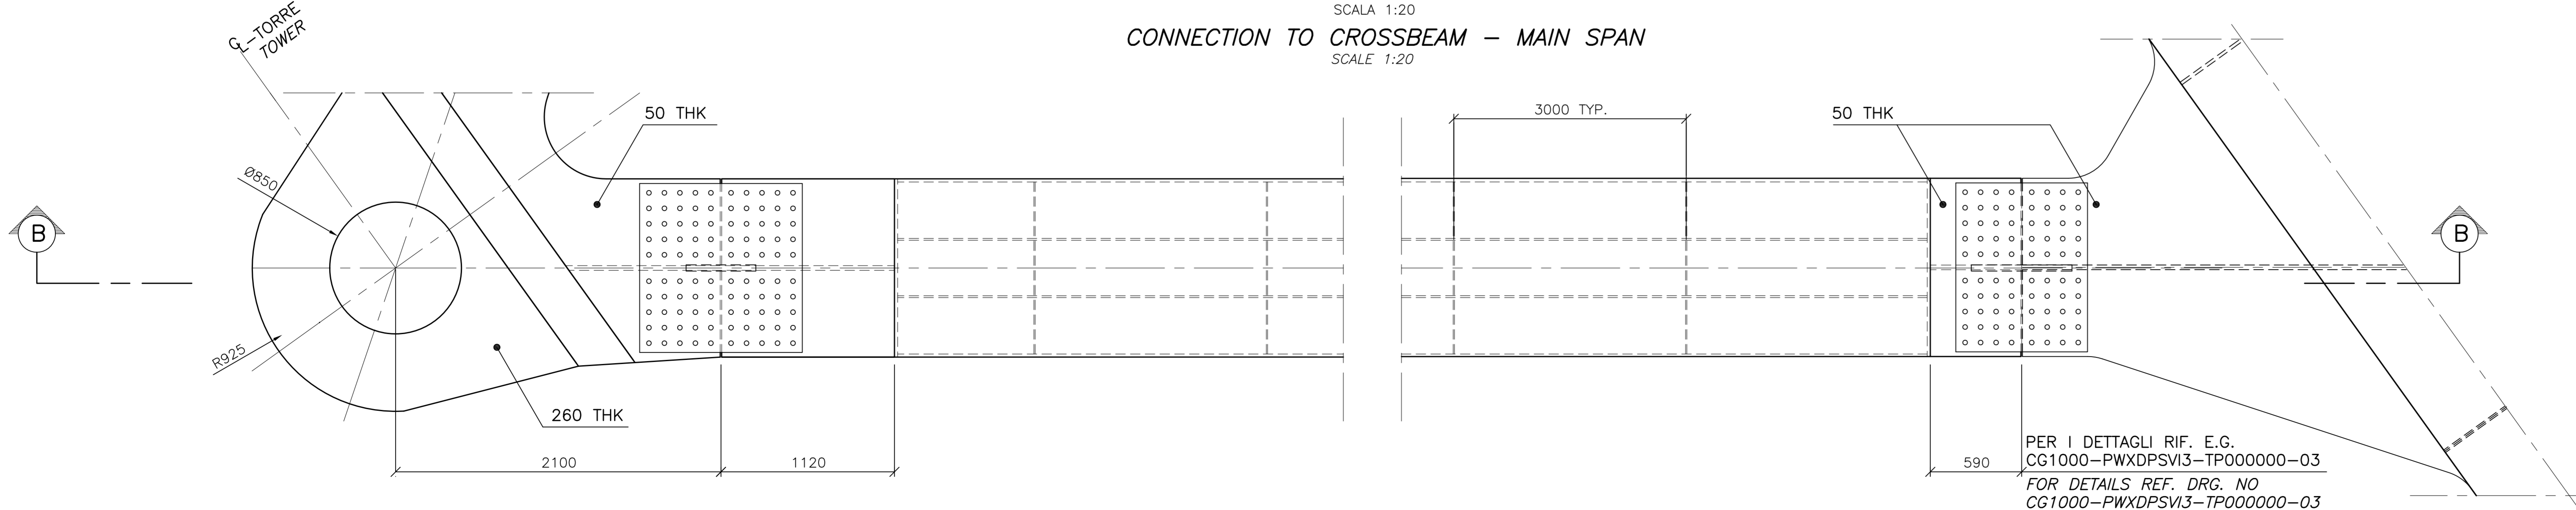 SCALA 1:20
CONNECTION TO CROSSBEAM – MAIN SPAN
SCALE 1:20
℄–TORRE
TOWER
50 THK
3000 TYP.
50 THK
Ø850
B
B
R925
260 THK
2100
1120
590
PER I DETTAGLI RIF. E.G.
CG1000–PWXDPSVI3–TP000000–03
FOR DETAILS REF. DRG. NO
CG1000–PWXDPSVI3–TP000000–03